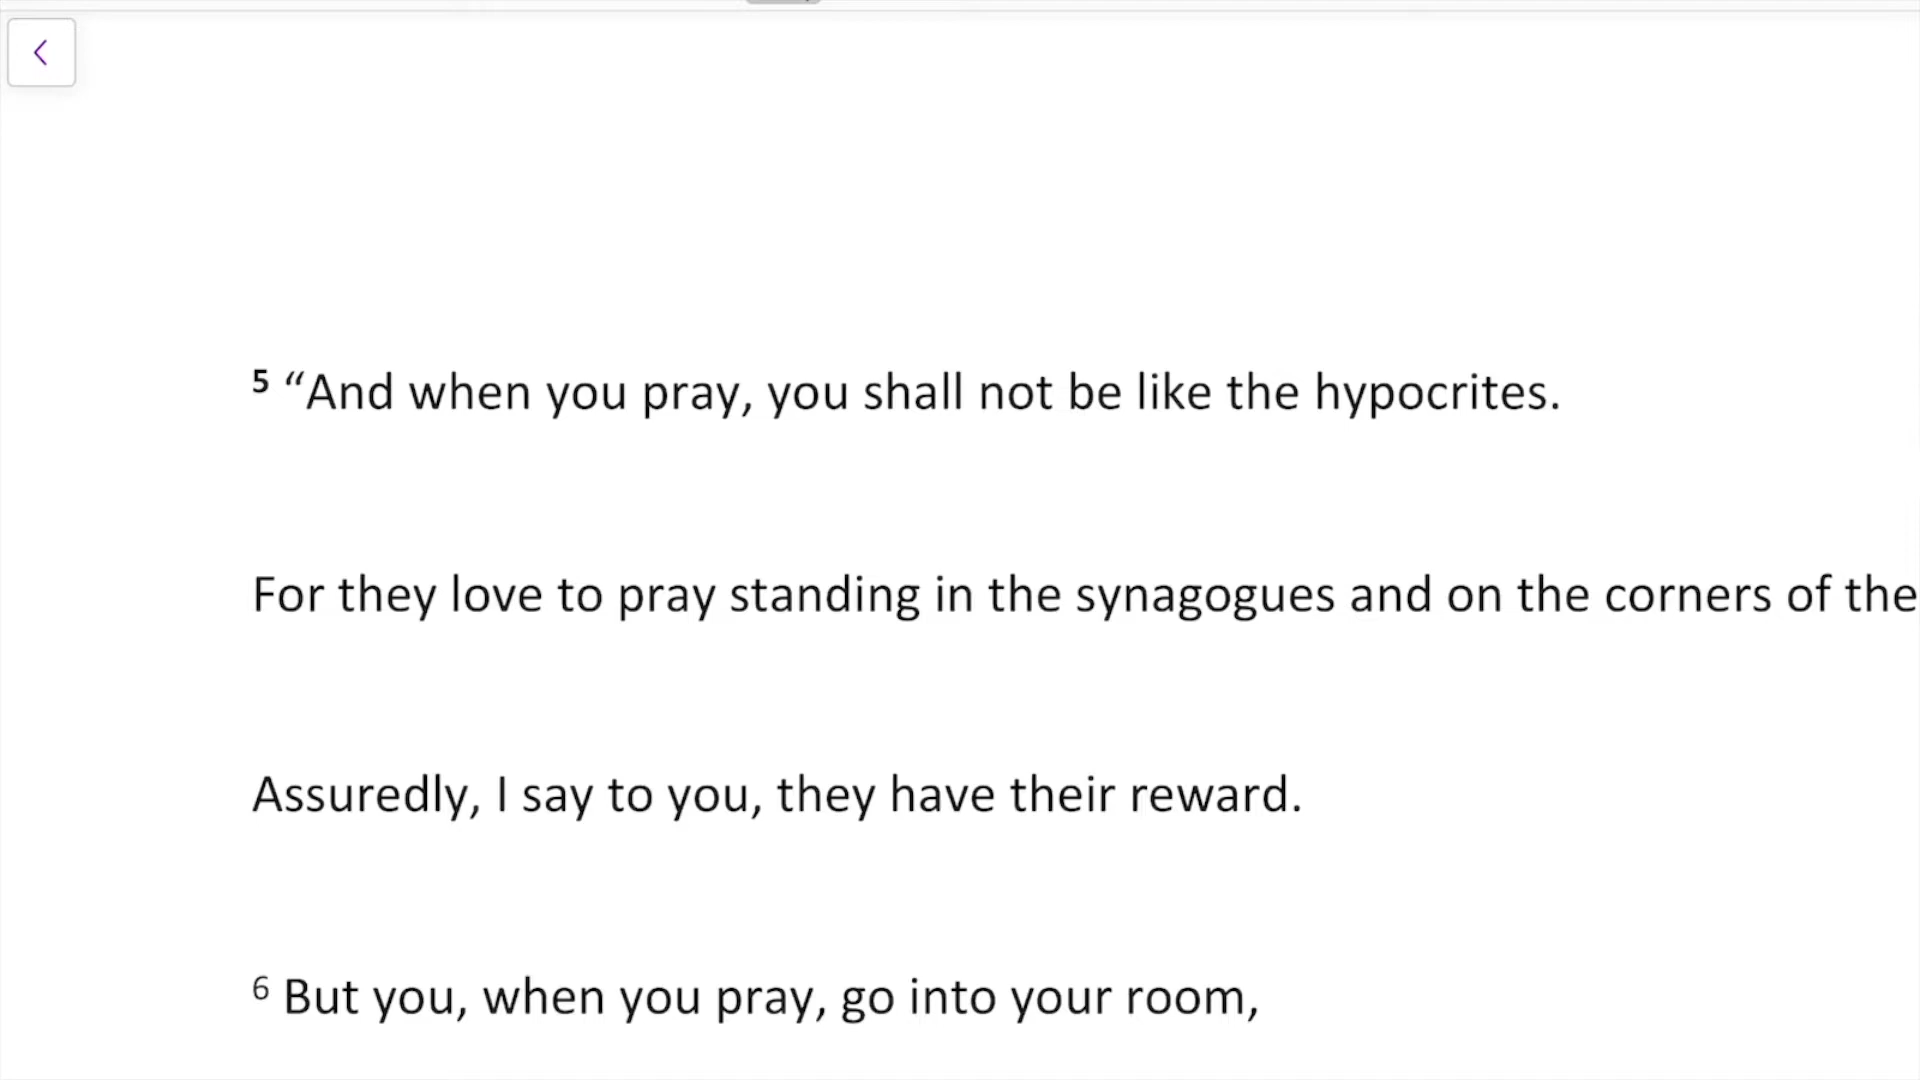 5 “And when you pray, you shall not be like the hypocrites.
For they love to pray standing in the synagogues and on the corners of the
Assuredly, I say to you, they have their reward.
6 But you, when you pray, go into your room,